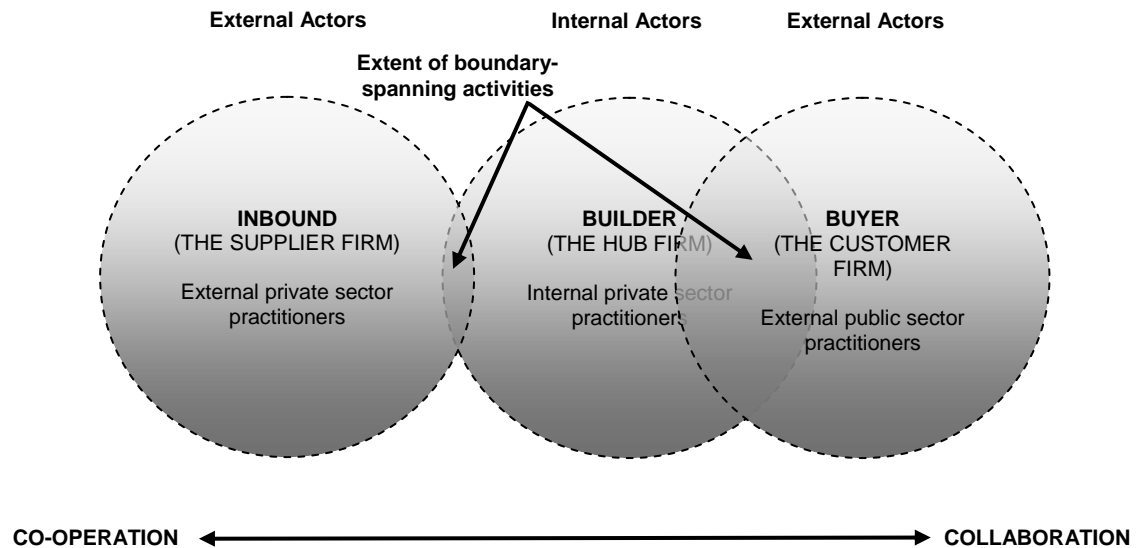 External Actors
Internal Actors
External Actors
Extent of boundary-
spanning activities
INBOUND
(THE SUPPLIER FIRM)
External private sector
practitioners
BUILDER
(THE HUB FIRM)
Internal private sector
practitioners
BUYER
(THE CUSTOMER
FIRM)
External public sector
practitioners
CO-OPERATION
COLLABORATION